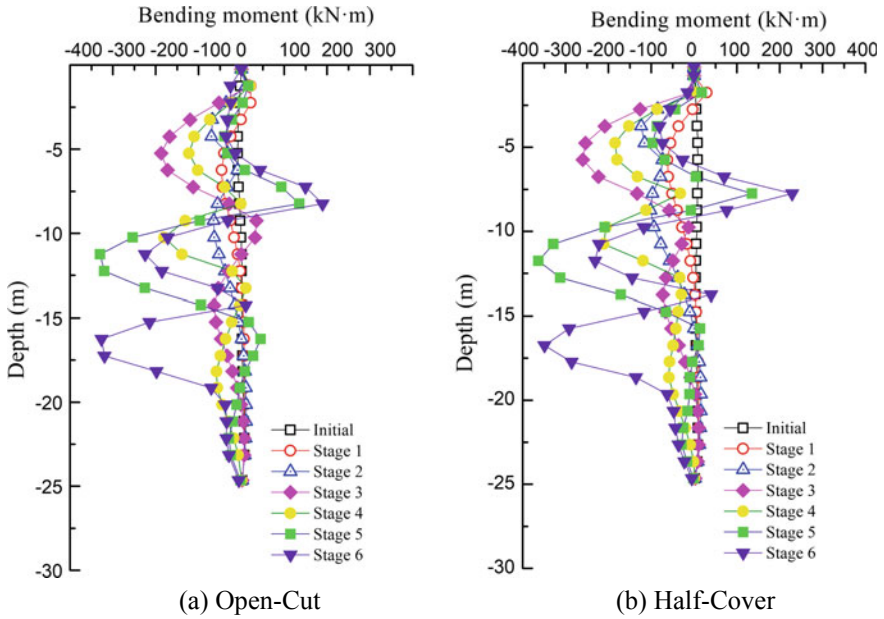 Bending moment (kN·m)
-400 -300 -200 -100 0 100 200 300
-5
-10
-15
-20
-25
-30
Depth (m)
Initial
Stage 1
Stage 2
Stage 3
Stage 4
Stage 5
Stage 6
(a) Open-Cut
Bending moment (kN·m)
-400 -300 -200 -100 0 100 200 300 400
-5
-10
-15
-20
-25
-30
Depth (m)
Initial
Stage 1
Stage 2
Stage 3
Stage 4
Stage 5
Stage 6
(b) Half-Cover